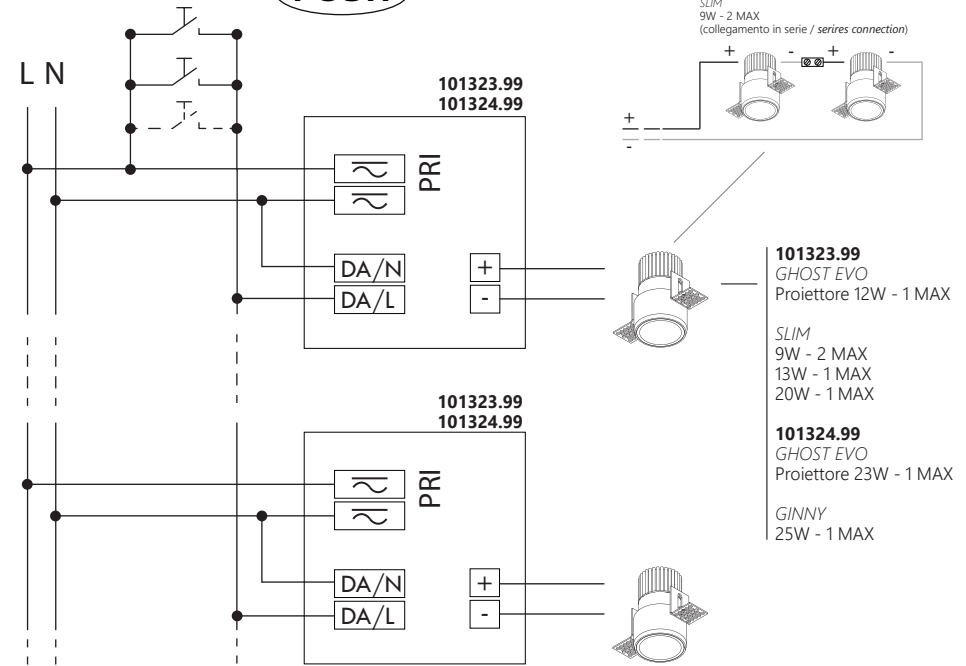 SLIM
9W - 2 MAX
(collegamento in serie / serires connection)
+ - + -
+
-
L N
101323.99
101324.99
PRI
DA/N
DA/L
+
-
101323.99
GHOST EVO
Proiettore 12W - 1 MAX
SLIM
9W - 2 MAX
13W - 1 MAX
20W - 1 MAX
101324.99
GHOST EVO
Proiettore 23W - 1 MAX
GINNY
25W - 1 MAX
101323.99
101324.99
PRI
DA/N
DA/L
+
-